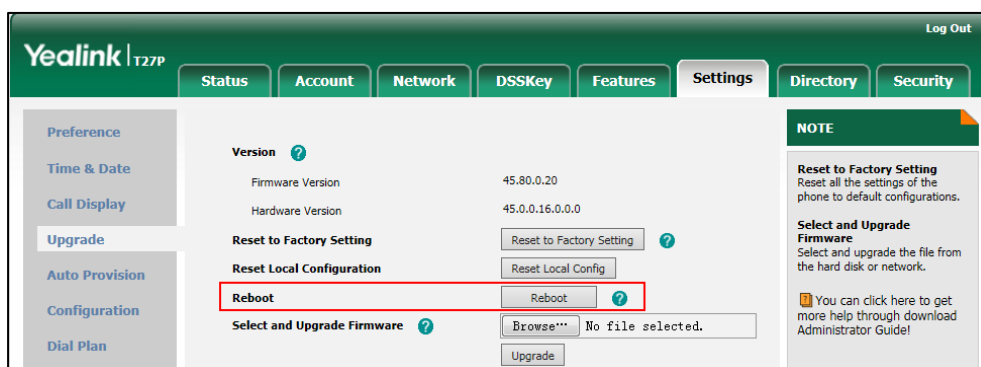 Log Out
Yealink T27P
Status Account Network DSSKey Features Settings Directory Security
Preference
Time & Date
Call Display
Upgrade
Auto Provision
Configuration
Dial Plan
Version ?
Firmware Version 45.80.0.20
Hardware Version 45.0.0.16.0.0.0
Reset to Factory Setting Reset to Factory Setting ?
Reset Local Configuration Reset Local Config
Reboot Reboot ?
Select and Upgrade Firmware ? Browse… No file selected.
Upgrade
NOTE
Reset to Factory Setting
Reset all the settings of the
phone to default configurations.
Select and Upgrade
Firmware
Select and upgrade the file from
the hard disk or network.
? You can click here to get
more help through download
Administrator Guide!